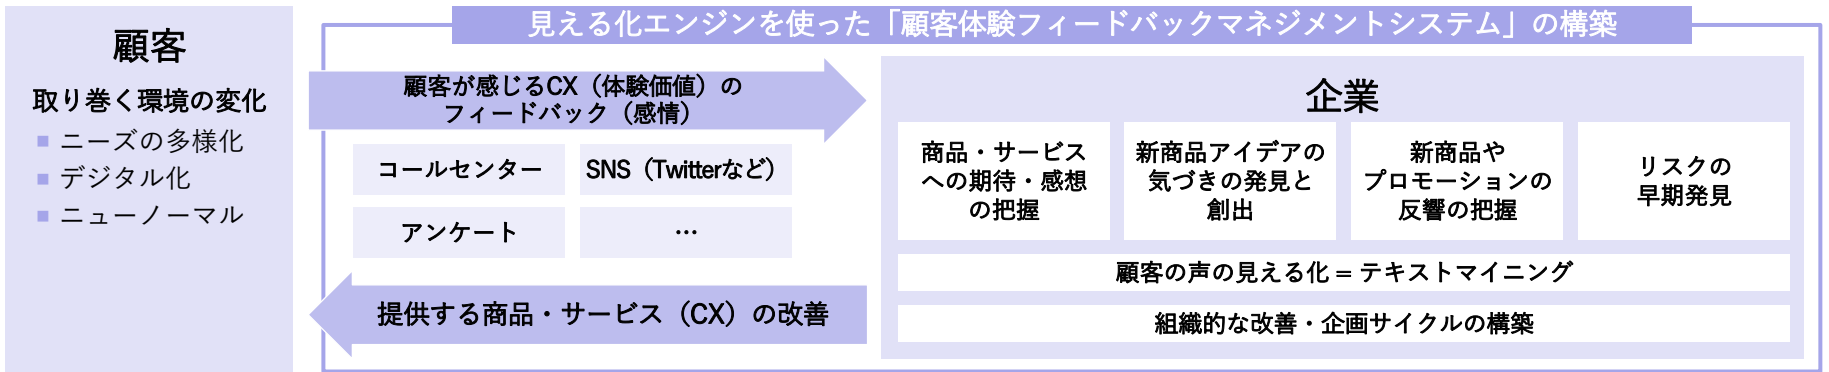 見える化エンジンを使った「顧客体験フィードバックマネジメントシステム」の構築
顧客
取り巻く環境の変化
ニーズの多様化
デジタル化
ニューノーマル
顧客が感じるCX（体験価値）の
フィードバック（感情）
コールセンター
SNS（Twitterなど）
アンケート
…
提供する商品・サービス（CX）の改善
企業
商品・サービス
への期待・感想
の把握
新商品アイデアの
気づきの発見と
創出
新商品や
プロモーションの
反響の把握
リスクの
早期発見
顧客の声の見える化 = テキストマイニング
組織的な改善・企画サイクルの構築